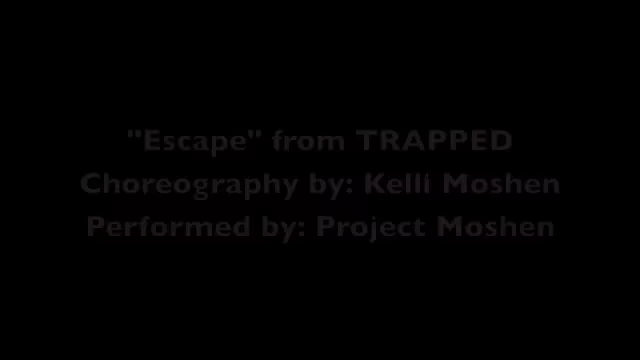 "Escape" from TRAPPED
Choreography by: Kelli Moshen
Performed by: Project Moshen